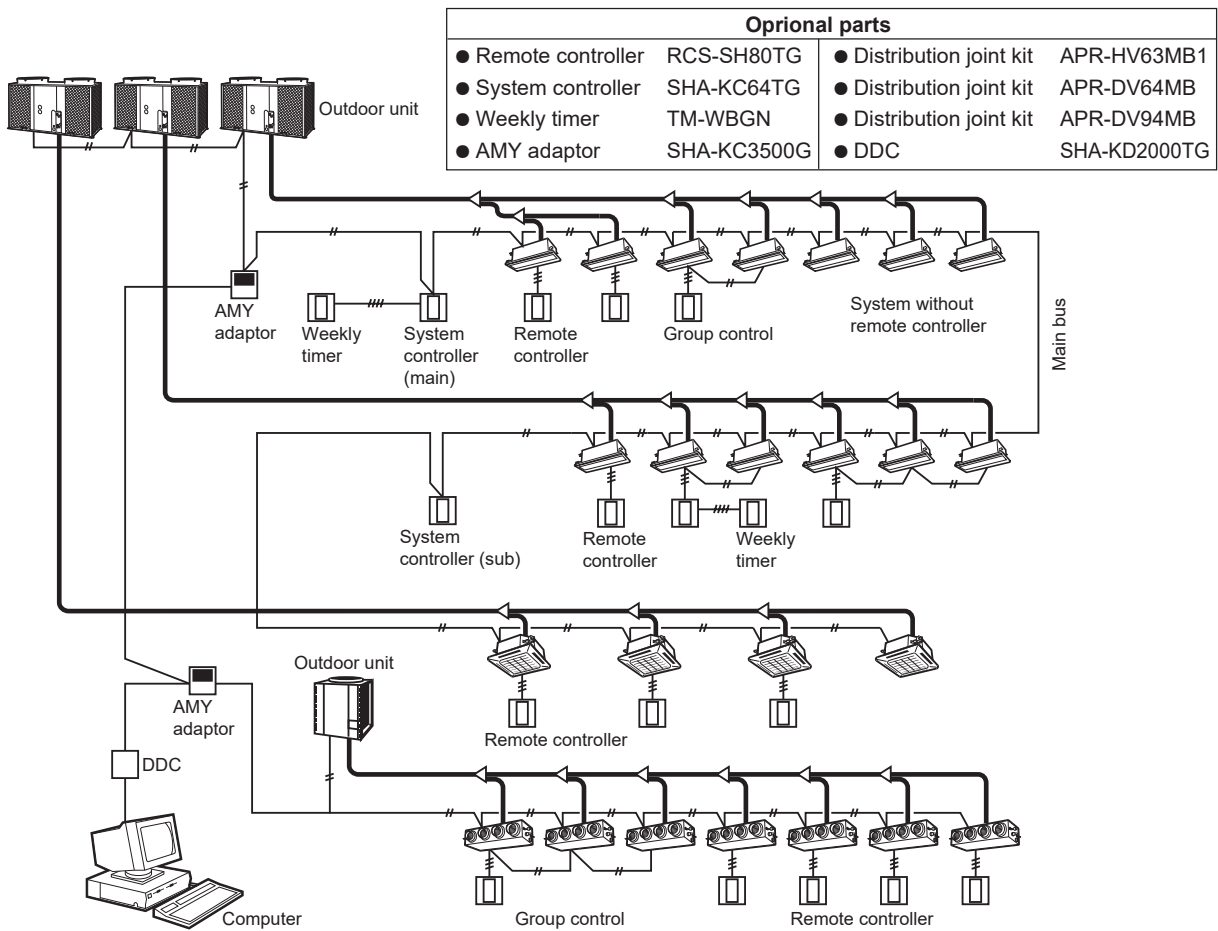 Oprional parts
● Remote controller RCS-SH80TG ● Distribution joint kit APR-HV63MB1
● System controller SHA-KC64TG ● Distribution joint kit APR-DV64MB
● Weekly timer TM-WBGN ● Distribution joint kit APR-DV94MB
● AMY adaptor SHA-KC3500G ● DDC SHA-KD2000TG
Outdoor unit
AMY
adaptor
Weekly
timer
System
controller
(main)
Remote
controller
Group control
System without
remote controller
Main bus
System
controller (sub)
Remote
controller
Weekly
timer
Outdoor unit
AMY
adaptor
Remote controller
DDC
Computer
Group control
Remote controller